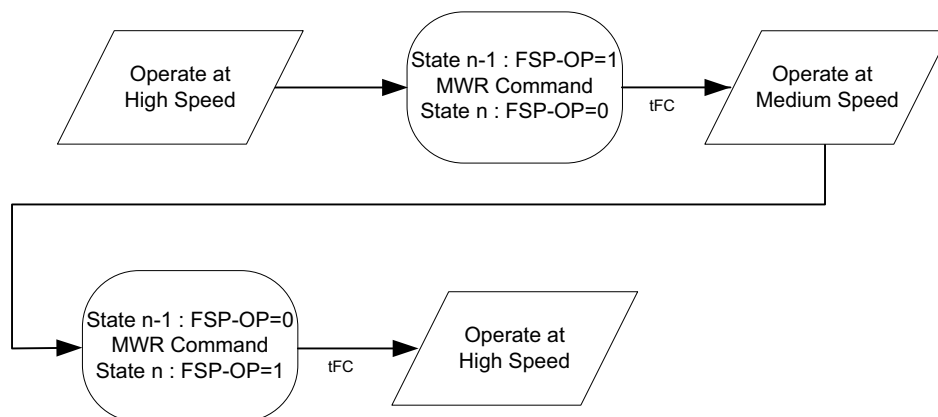 Operate at
High Speed
State n-1 : FSP-OP=1
MWR Command
State n : FSP-OP=0
tFC
Operate at
Medium Speed
State n-1 : FSP-OP=0
MWR Command
State n : FSP-OP=1
tFC
Operate at
High Speed